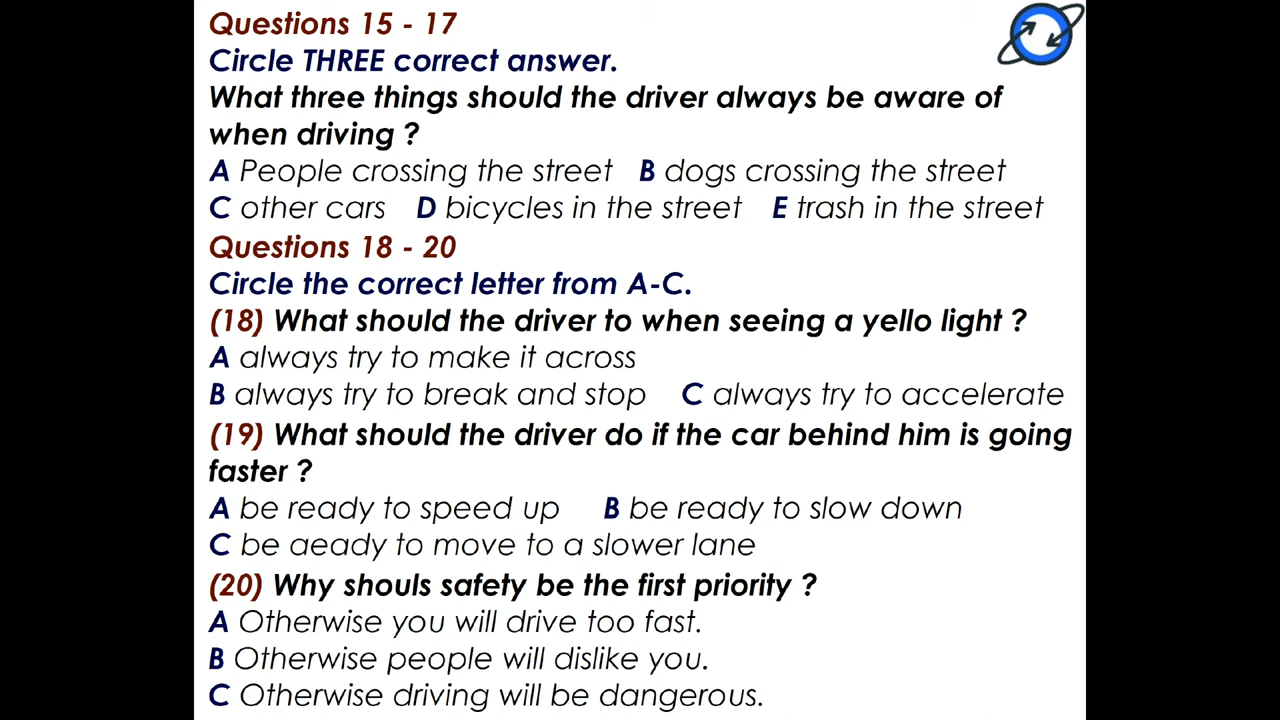 Questions 15 - 17
Circle THREE correct answer.
What three things should the driver always be aware of
when driving ?
A People crossing the street B dogs crossing the street
C other cars D bicycles in the street E trash in the street
Questions 18 - 20
Circle the correct letter from A-C.
(18) What should the driver to when seeing a yello light ?
A always try to make it across
B always try to break and stop C always try to accelerate
(19) What should the driver do if the car behind him is going
faster ?
A be ready to speed up B be ready to slow down
C be aeady to move to a slower lane
(20) Why shouls safety be the first priority ?
A Otherwise you will drive too fast.
B Otherwise people will dislike you.
C Otherwise driving will be dangerous.